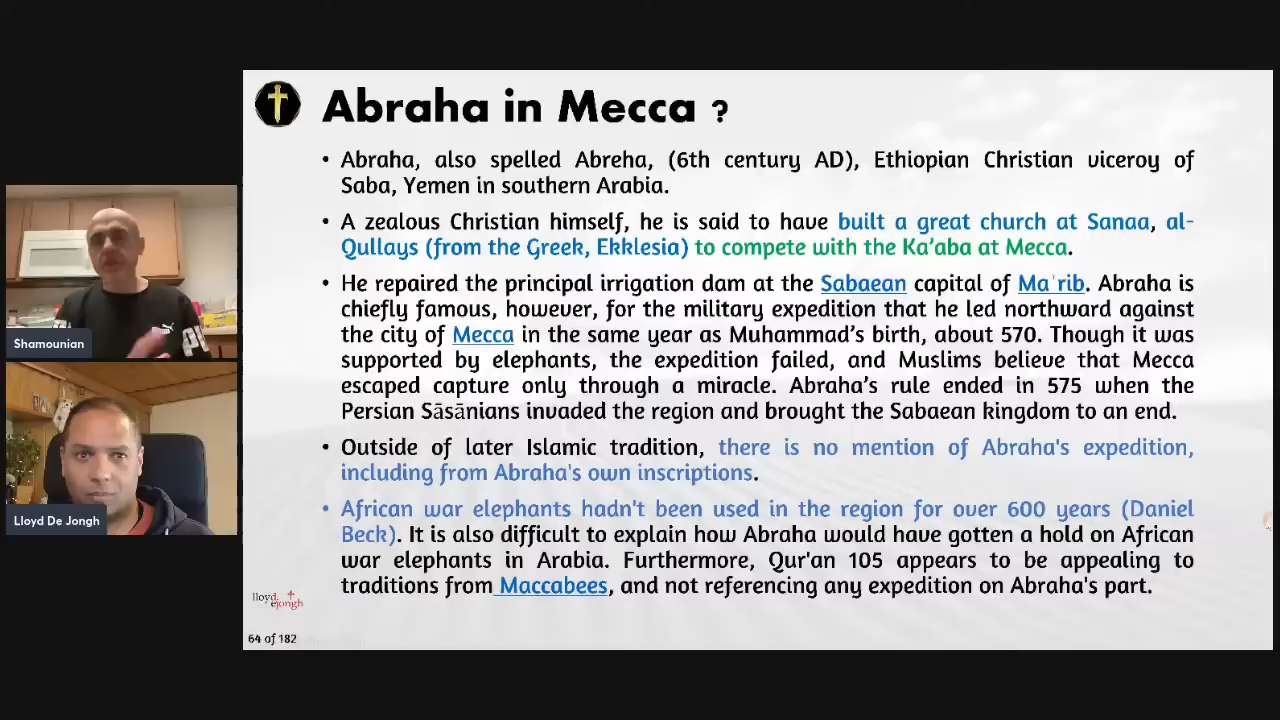 Abraha in Mecca ?
• Abraha, also spelled Abreha, (6th century AD), Ethiopian Christian viceroy of
Saba, Yemen in southern Arabia.
• A zealous Christian himself, he is said to have built a great church at Sanaa, al-
Qullays (from the Greek, Ekklesia) to compete with the Ka’aba at Mecca.
• He repaired the principal irrigation dam at the Sabaean capital of Maʾrib. Abraha is
chiefly famous, however, for the military expedition that he led northward against
the city of Mecca in the same year as Muhammad’s birth, about 570. Though it was
supported by elephants, the expedition failed, and Muslims believe that Mecca
escaped capture only through a miracle. Abraha’s rule ended in 575 when the
Persian Sāsānians invaded the region and brought the Sabaean kingdom to an end.
• Outside of later Islamic tradition, there is no mention of Abraha's expedition,
including from Abraha's own inscriptions.
• African war elephants hadn't been used in the region for over 600 years (Daniel
Beck). It is also difficult to explain how Abraha would have gotten a hold on African
war elephants in Arabia. Furthermore, Qur'an 105 appears to be appealing to
traditions from Maccabees, and not referencing any expedition on Abraha's part.
lloyd
ejongh
64 of 182
Shamounian
Lloyd De Jongh